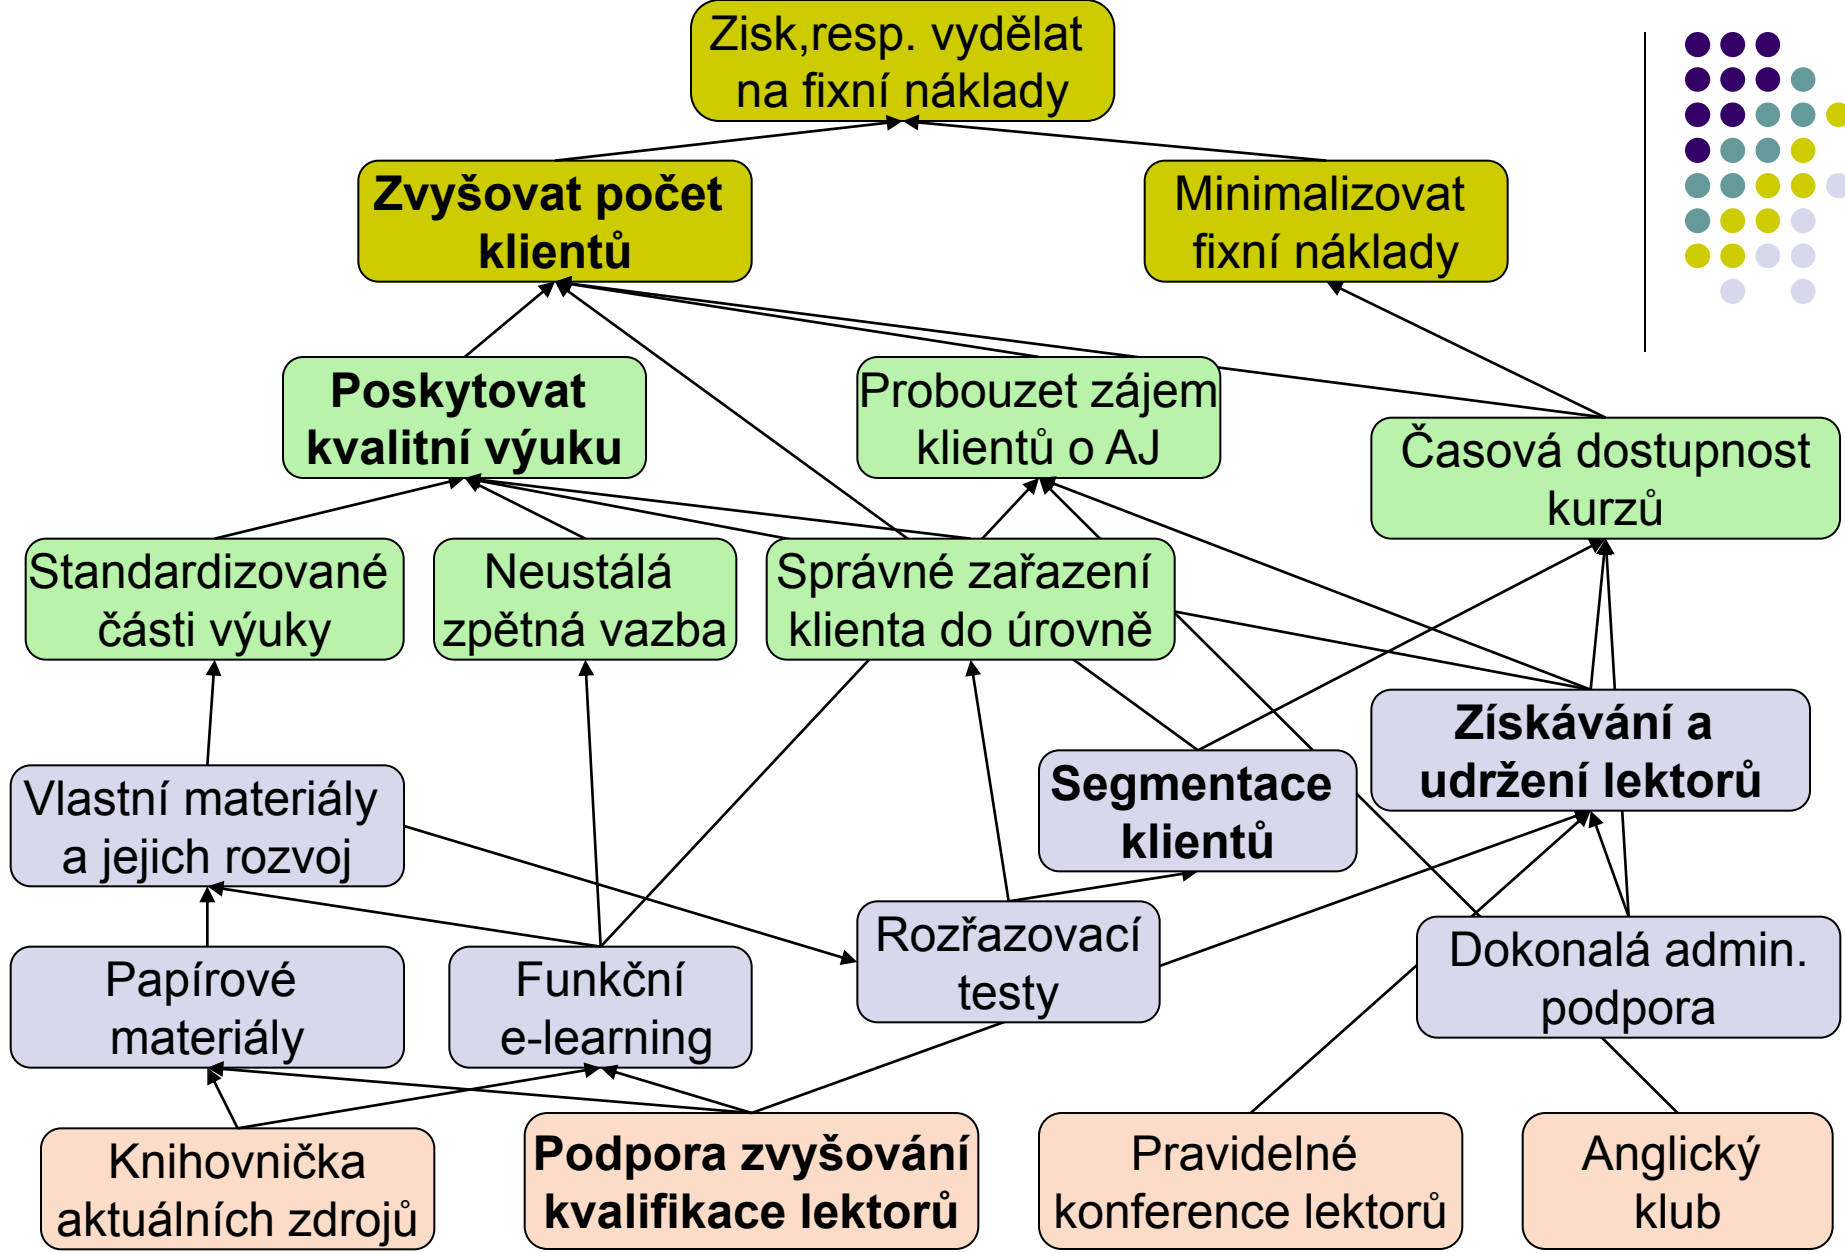 Zisk,resp. vydělat
na fixní náklady
Zvyšovat počet
klientů
Minimalizovat
fixní náklady
Poskytovat
kvalitní výuku
Probouzet zájem
klientů o AJ
Časová dostupnost
kurzů
Standardizované
části výuky
Neustálá
zpětná vazba
Správné zařazení
klienta do úrovně
Získávání a
udržení lektorů
Segmentace
klientů
Vlastní materiály
a jejich rozvoj
Papírové
materiály
Funkční
e-learning
Rozřazovací
testy
Dokonalá admin.
podpora
Knihovnička
aktuálních zdrojů
Podpora zvyšování
kvalifikace lektorů
Pravidelné
konference lektorů
Anglický
klub